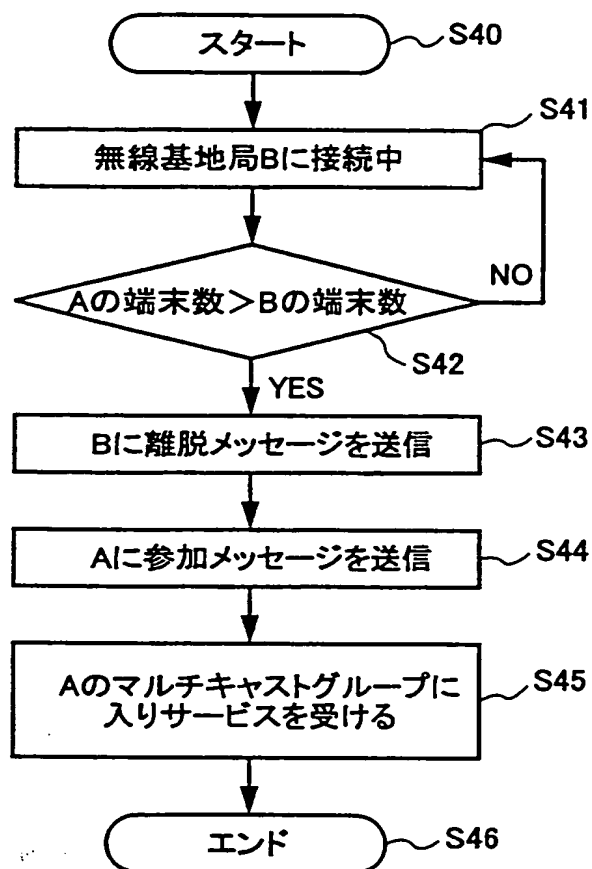 スタート
S40
S41
無線基地局Bに接続中
Aの端末数>Bの端末数
NO
S42
YES
Bに離脱メッセージを送信
S43
Aに参加メッセージを送信
S44
Aのマルチキャストグループに
入りサービスを受ける
S45
エンド
S46